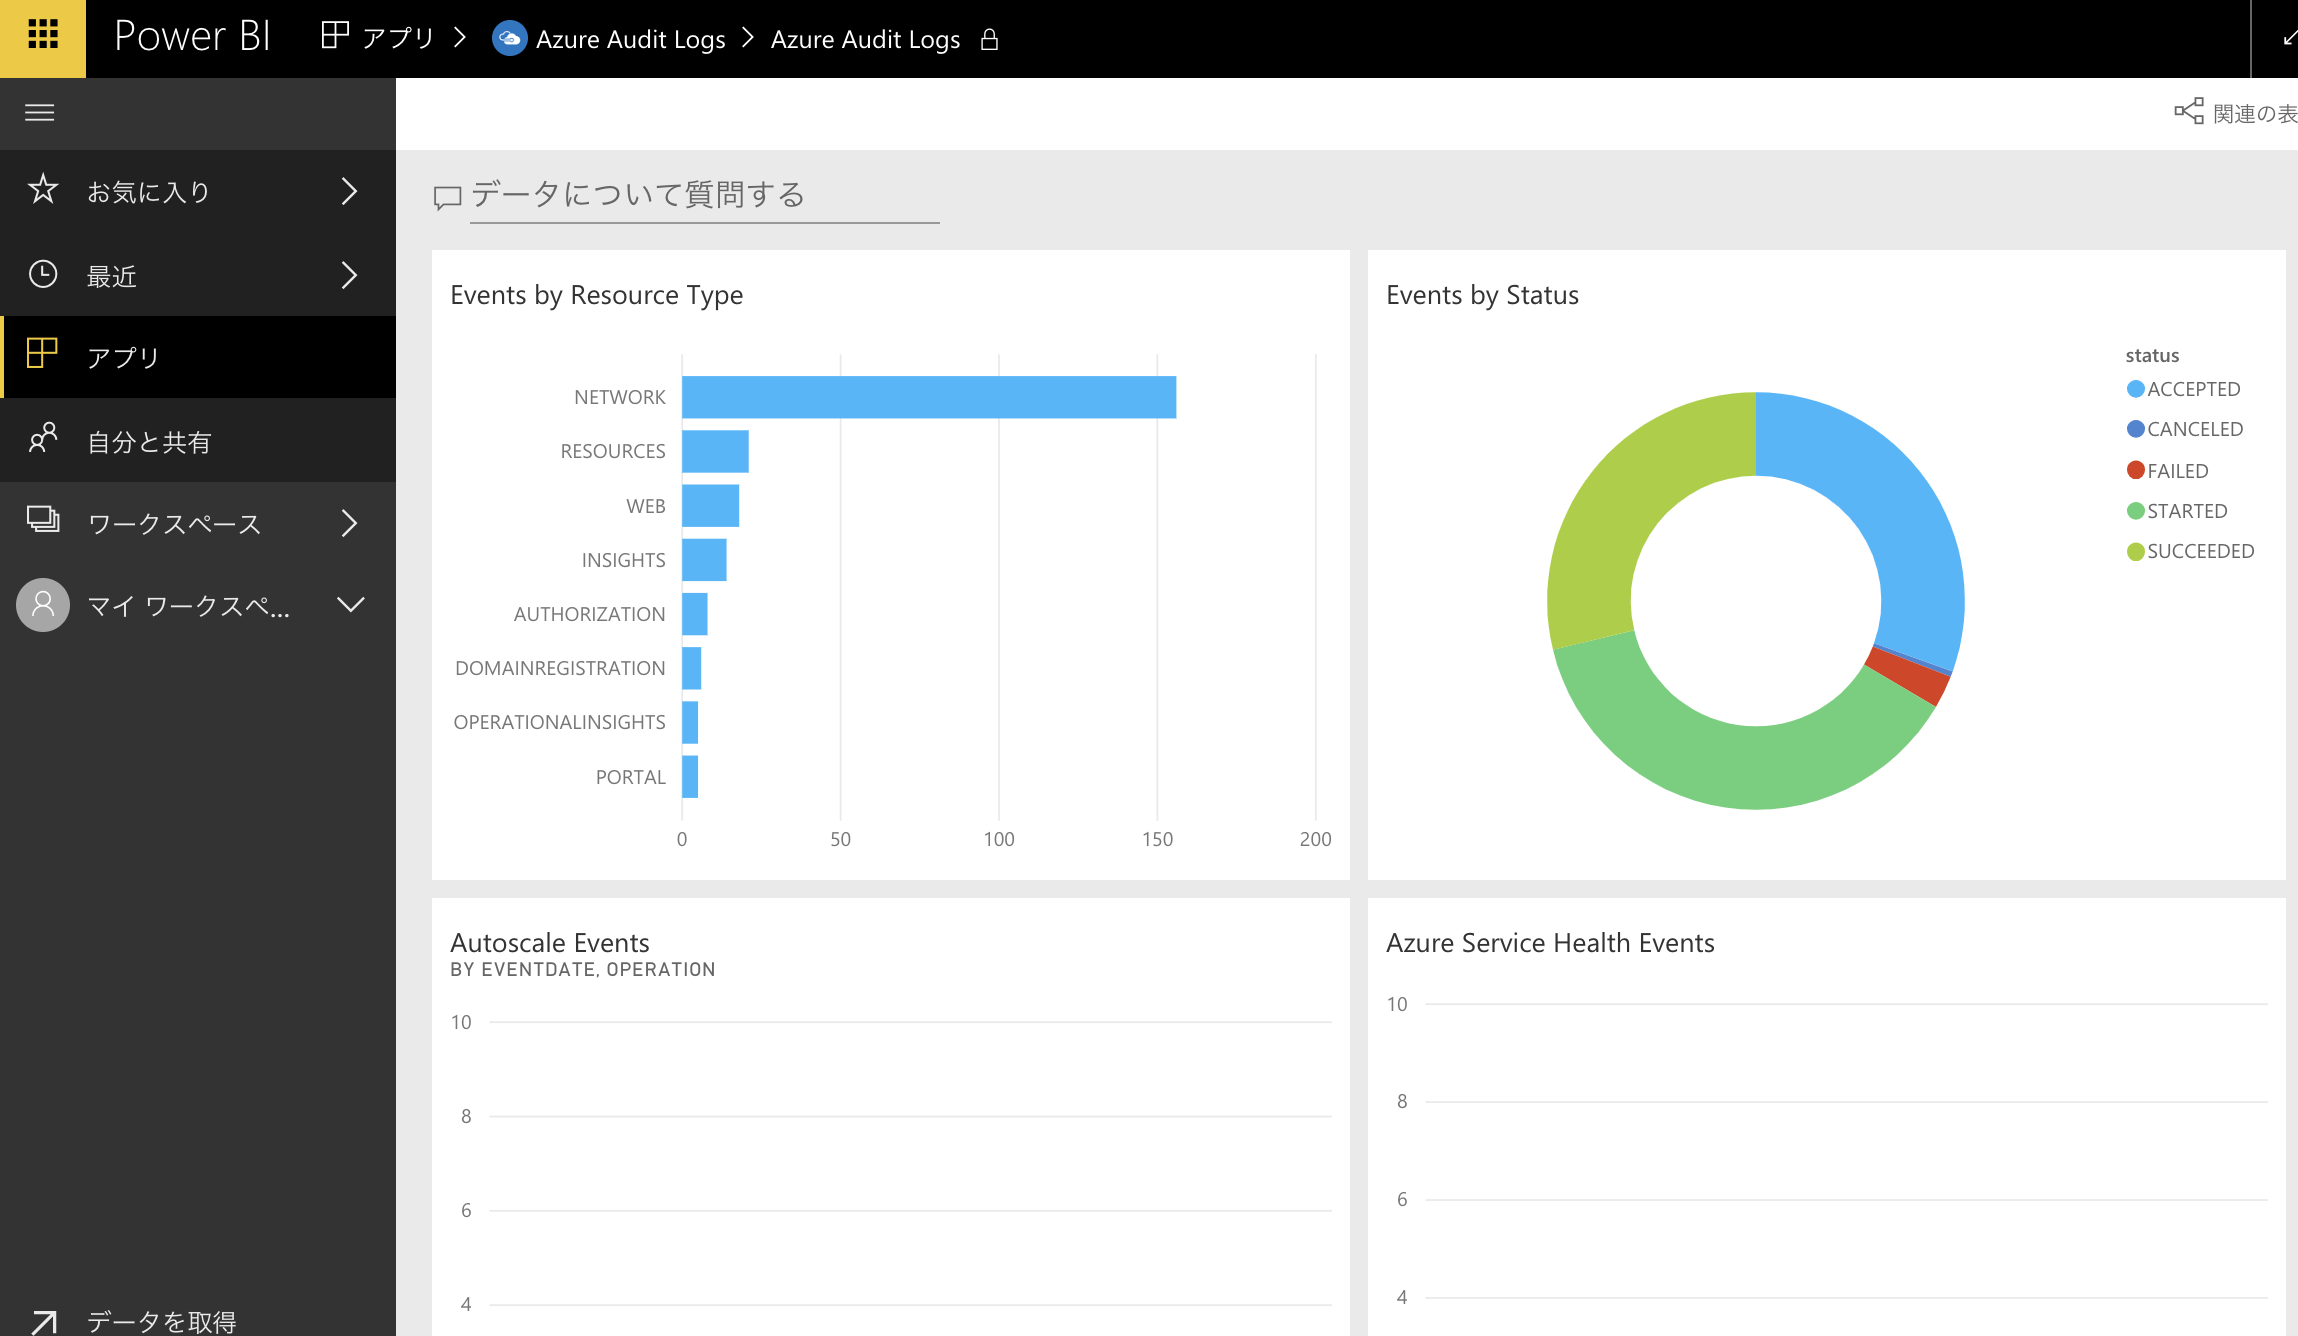 Power BI アプリ > Azure Audit Logs > Azure Audit Logs
関連の表
お気に入り
最近
アプリ
自分と共有
ワークスペース
マイ ワークスペ...
データを取得
データについて質問する
Events by Resource Type
NETWORK
RESOURCES
WEB
INSIGHTS
AUTHORIZATION
DOMAINREGISTRATION
OPERATIONALINSIGHTS
PORTAL
0 50 100 150 200
Events by Status
status
ACCEPTED
CANCELED
FAILED
STARTED
SUCCEEDED
Autoscale Events
BY EVENTDATE, OPERATION
10
8
6
4
Azure Service Health Events
10
8
6
4